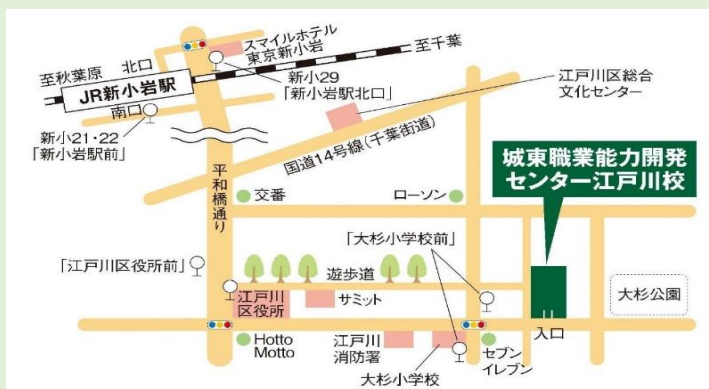 スマイルホテル
東京新小岩
至千葉
至秋葉原
北口
JR新小岩駅
南口
新小29
「新小岩駅北口」
江戸川区総合
文化センター
新小21・22
「新小岩駅前」
国道14号線(千葉街道)
平和橋通り
城東職業能力開発
センター江戸川校
交番
ローソン
「大杉小学校前」
「江戸川区役所前」
遊歩道
江戸川
区役所
サミット
大杉公園
Hotto
Motto
江戸川
消防署
大杉小学校
セブン
イレブン
入口